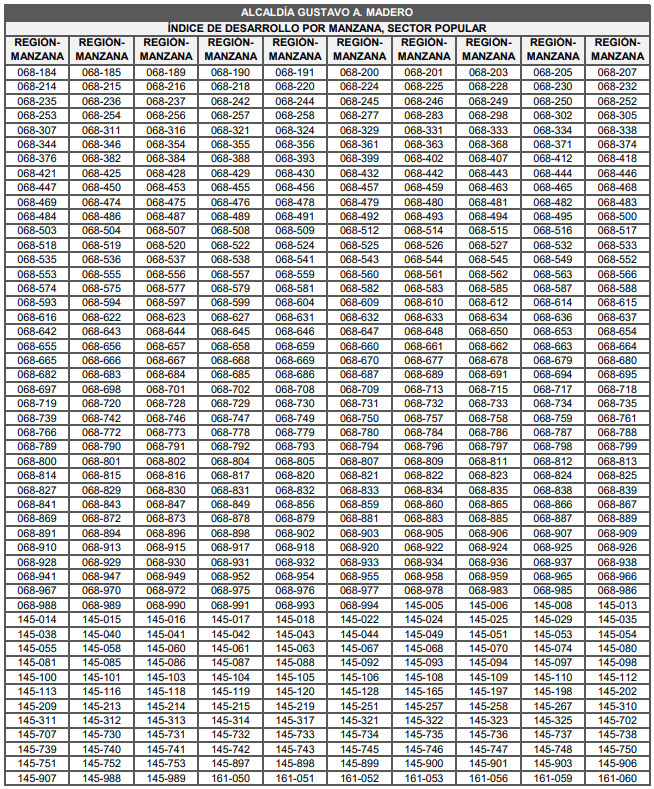 ALCALDÍA GUSTAVO A. MADERO
ÍNDICE DE DESARROLLO POR MANZANA, SECTOR POPULAR
REGIÓN- REGIÓN- REGIÓN- REGIÓN- REGIÓN- REGIÓN- REGIÓN- REGIÓN- REGIÓN- REGIÓN-
MANZANA MANZANA MANZANA MANZANA MANZANA MANZANA MANZANA MANZANA MANZANA MANZANA
068-184 068-185 068-189 068-190 068-191 068-200 068-201 068-203 068-205 068-207
068-214 068-215 068-216 068-218 068-220 068-224 068-225 068-228 068-230 068-232
068-235 068-236 068-237 068-242 068-244 068-245 068-246 068-249 068-250 068-252
068-253 068-254 068-256 068-257 068-258 068-277 068-283 068-298 068-302 068-305
068-307 068-311 068-316 068-321 068-324 068-329 068-331 068-333 068-334 068-338
068-344 068-346 068-354 068-355 068-356 068-361 068-363 068-368 068-371 068-374
068-376 068-382 068-384 068-388 068-393 068-399 068-402 068-407 068-412 068-418
068-421 068-425 068-428 068-429 068-430 068-432 068-442 068-443 068-444 068-446
068-447 068-450 068-453 068-455 068-456 068-457 068-459 068-463 068-465 068-468
068-469 068-474 068-475 068-476 068-478 068-479 068-480 068-481 068-482 068-483
068-484 068-486 068-487 068-489 068-491 068-492 068-493 068-494 068-495 068-500
068-503 068-504 068-507 068-508 068-509 068-512 068-514 068-515 068-516 068-517
068-518 068-519 068-520 068-522 068-524 068-525 068-526 068-527 068-532 068-533
068-535 068-536 068-537 068-538 068-541 068-543 068-544 068-545 068-549 068-552
068-553 068-555 068-556 068-557 068-559 068-560 068-561 068-562 068-563 068-566
068-574 068-575 068-577 068-579 068-581 068-582 068-583 068-585 068-587 068-588
068-593 068-594 068-597 068-599 068-604 068-609 068-610 068-612 068-614 068-615
068-616 068-622 068-623 068-627 068-631 068-632 068-633 068-634 068-636 068-637
068-642 068-643 068-644 068-645 068-646 068-647 068-648 068-650 068-653 068-654
068-655 068-656 068-657 068-658 068-659 068-660 068-661 068-662 068-663 068-664
068-665 068-666 068-667 068-668 068-669 068-670 068-677 068-678 068-679 068-680
068-682 068-683 068-684 068-685 068-686 068-687 068-689 068-691 068-694 068-695
068-697 068-698 068-701 068-702 068-708 068-709 068-713 068-715 068-717 068-718
068-719 068-720 068-728 068-729 068-730 068-731 068-732 068-733 068-734 068-735
068-739 068-742 068-746 068-747 068-749 068-750 068-757 068-758 068-759 068-761
068-766 068-772 068-773 068-778 068-779 068-780 068-784 068-786 068-787 068-788
068-789 068-790 068-791 068-792 068-793 068-794 068-796 068-797 068-798 068-799
068-800 068-801 068-802 068-804 068-805 068-807 068-809 068-811 068-812 068-813
068-814 068-815 068-816 068-817 068-820 068-821 068-822 068-823 068-824 068-825
068-827 068-829 068-830 068-831 068-832 068-833 068-834 068-835 068-838 068-839
068-841 068-843 068-847 068-849 068-856 068-859 068-860 068-865 068-866 068-867
068-869 068-872 068-873 068-878 068-879 068-881 068-883 068-885 068-887 068-889
068-891 068-894 068-896 068-898 068-902 068-903 068-905 068-906 068-907 068-909
068-910 068-913 068-915 068-917 068-918 068-920 068-922 068-924 068-925 068-926
068-928 068-929 068-930 068-931 068-932 068-933 068-934 068-936 068-937 068-938
068-941 068-947 068-949 068-952 068-954 068-955 068-958 068-959 068-965 068-966
068-967 068-970 068-972 068-975 068-976 068-977 068-978 068-983 068-985 068-986
068-988 068-989 068-990 068-991 068-993 068-994 145-005 145-006 145-008 145-013
145-014 145-015 145-016 145-017 145-018 145-022 145-024 145-025 145-029 145-035
145-038 145-040 145-041 145-042 145-043 145-044 145-049 145-051 145-053 145-054
145-055 145-058 145-060 145-061 145-063 145-067 145-068 145-070 145-074 145-080
145-081 145-085 145-086 145-087 145-088 145-092 145-093 145-094 145-097 145-098
145-100 145-101 145-103 145-104 145-105 145-106 145-108 145-109 145-110 145-112
145-113 145-116 145-118 145-119 145-120 145-128 145-165 145-197 145-198 145-202
145-209 145-213 145-214 145-215 145-219 145-251 145-257 145-258 145-267 145-310
145-311 145-312 145-313 145-314 145-317 145-321 145-322 145-323 145-325 145-702
145-707 145-730 145-731 145-732 145-733 145-734 145-735 145-736 145-737 145-738
145-739 145-740 145-741 145-742 145-744 145-745 145-746 145-747 145-748 145-750
145-751 145-752 145-753 145-897 145-898 145-899 145-900 145-901 145-903 145-906
145-907 145-988 145-989 161-050 161-051 161-052 161-053 161-056 161-059 161-060